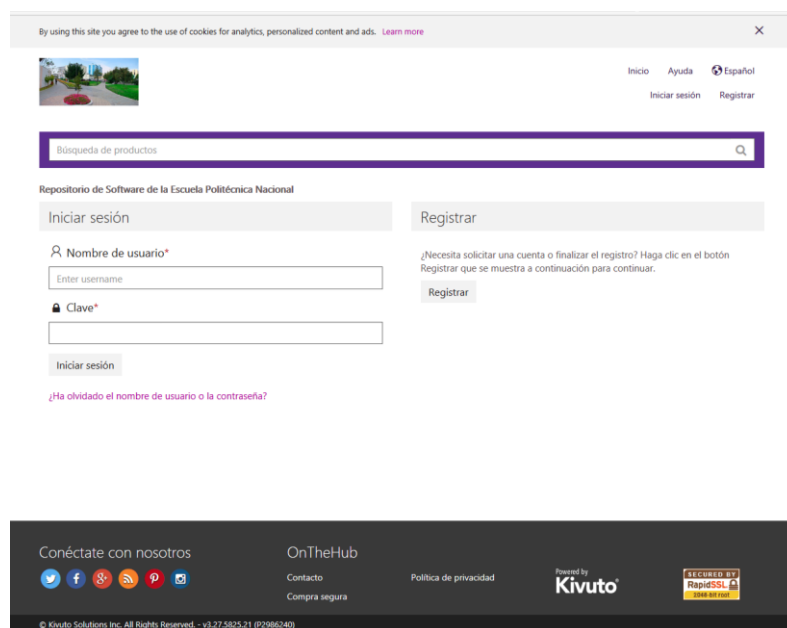 By using this site you agree to the use of cookies for analytics, personalized content and ads. Learn more
Inicio Ayuda Español
Iniciar sesión Registrar
Búsqueda de productos
Repositorio de Software de la Escuela Politécnica Nacional
Iniciar sesión
Nombre de usuario*
Enter username
Clave*
Iniciar sesión
¿Ha olvidado el nombre de usuario o la contraseña?
Registrar
¿Necesita solicitar una cuenta o finalizar el registro? Haga clic en el botón
Registrar que se muestra a continuación para continuar.
Registrar
Conéctate con nosotros
OnTheHub
Contacto
Compra segura
Política de privacidad
Powered by
Kivuto
SECURED BY
RapidSSL
2048-bit root
© Kivuto Solutions Inc. All Rights Reserved. - v3.27.5825.21 (P2986240)